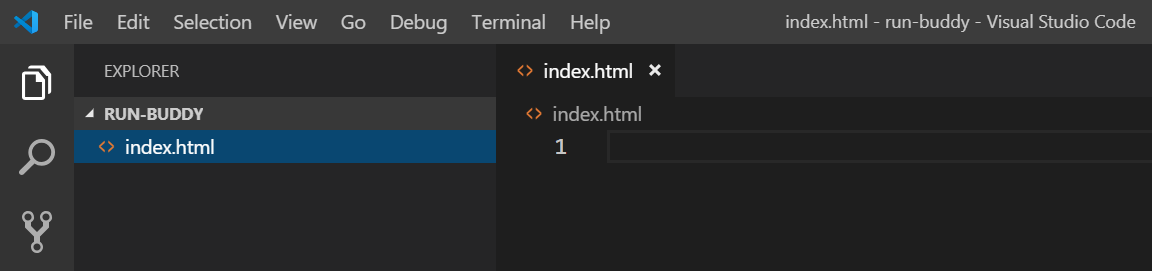 File Edit Selection View Go Debug Terminal Help index.html - run-buddy - Visual Studio Code
EXPLORER
RUN-BUDDY
index.html
index.html
index.html
1